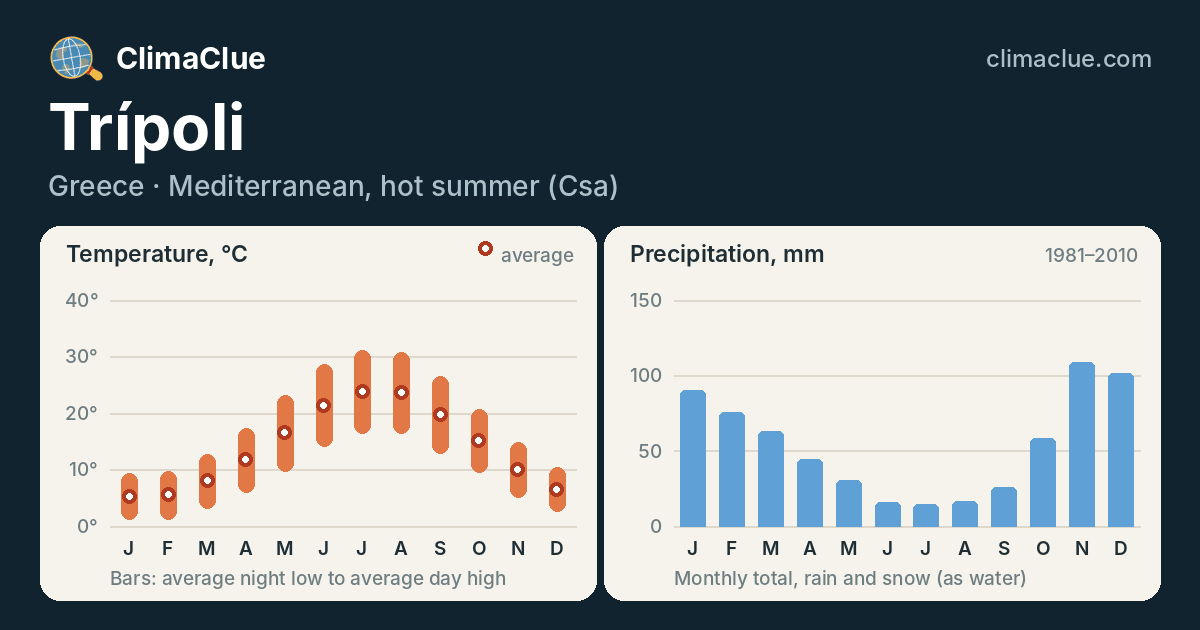 ClimaClue
climaclue.com
Trípoli
Greece · Mediterranean, hot summer (Csa)
Temperature, °C
average
40°
30°
20°
10°
0°
J F M A M J J A S O N D
Bars: average night low to average day high
Precipitation, mm
1981–2010
150
100
50
0
J F M A M J J A S O N D
Monthly total, rain and snow (as water)